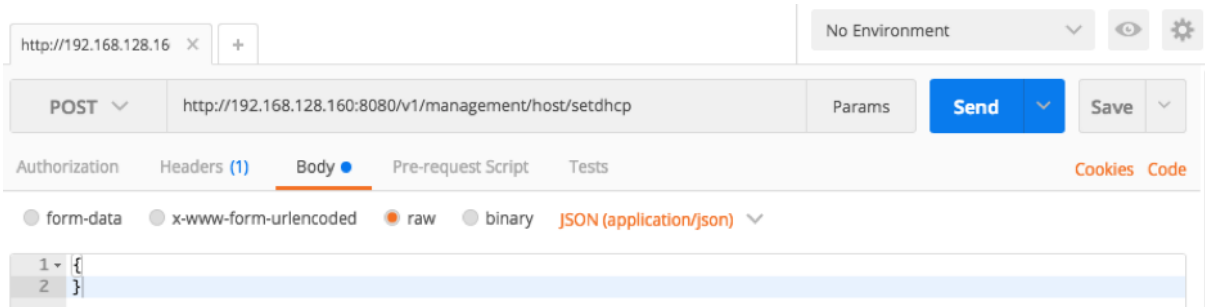 http://192.168.128.16 × + No Environment
POST http://192.168.128.160:8080/v1/management/host/setdhcp Params Send Save
Authorization Headers (1) Body Pre-request Script Tests Cookies Code
form-data x-www-form-urlencoded raw binary JSON (application/json)
1 {
2 }